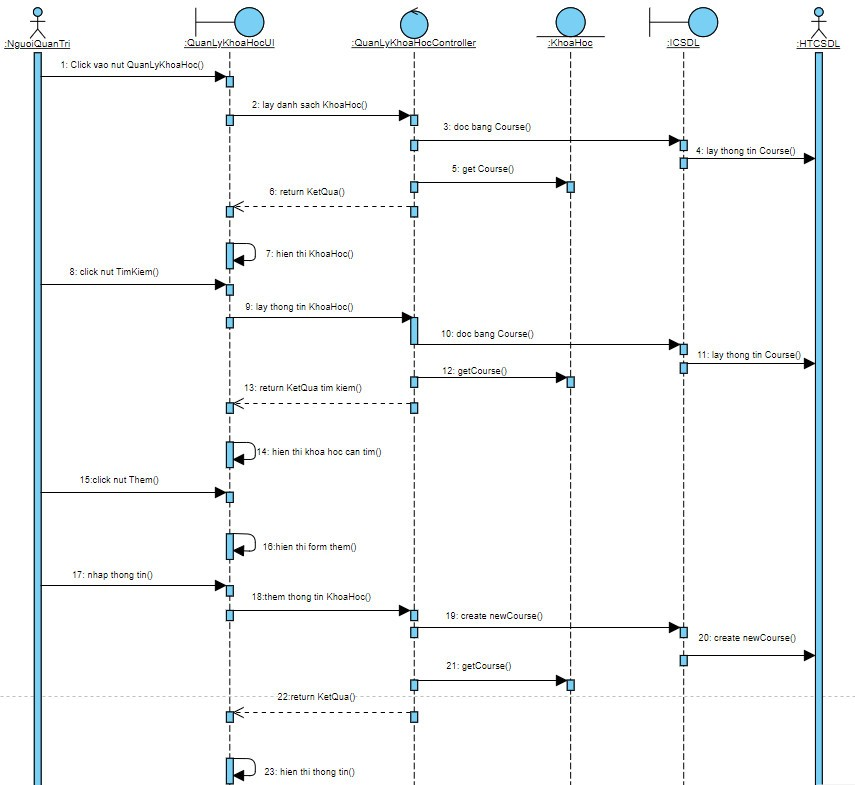 :NguoiQuanTri
:QuanLyKhoaHocUI
:QuanLyKhoaHocController
:KhoaHoc
:ICSDL
:HTCSDL
1: Click vao nut QuanLyKhoaHoc()
2: lay danh sach KhoaHoc()
3: doc bang Course()
4: lay thong tin Course()
5: get Course()
6: return KetQua()
7: hien thi KhoaHoc()
8: click nut TimKiem()
9: lay thong tin KhoaHoc()
10: doc bang Course()
11: lay thong tin Course()
12: getCourse()
13: return KetQua tim kiem()
14: hien thi khoa hoc can tim()
15:click nut Them()
16:hien thi form them()
17: nhap thong tin()
18:them thong tin KhoaHoc()
19: create newCourse()
20: create newCourse()
21: getCourse()
22:return KetQua()
23: hien thi thong tin()